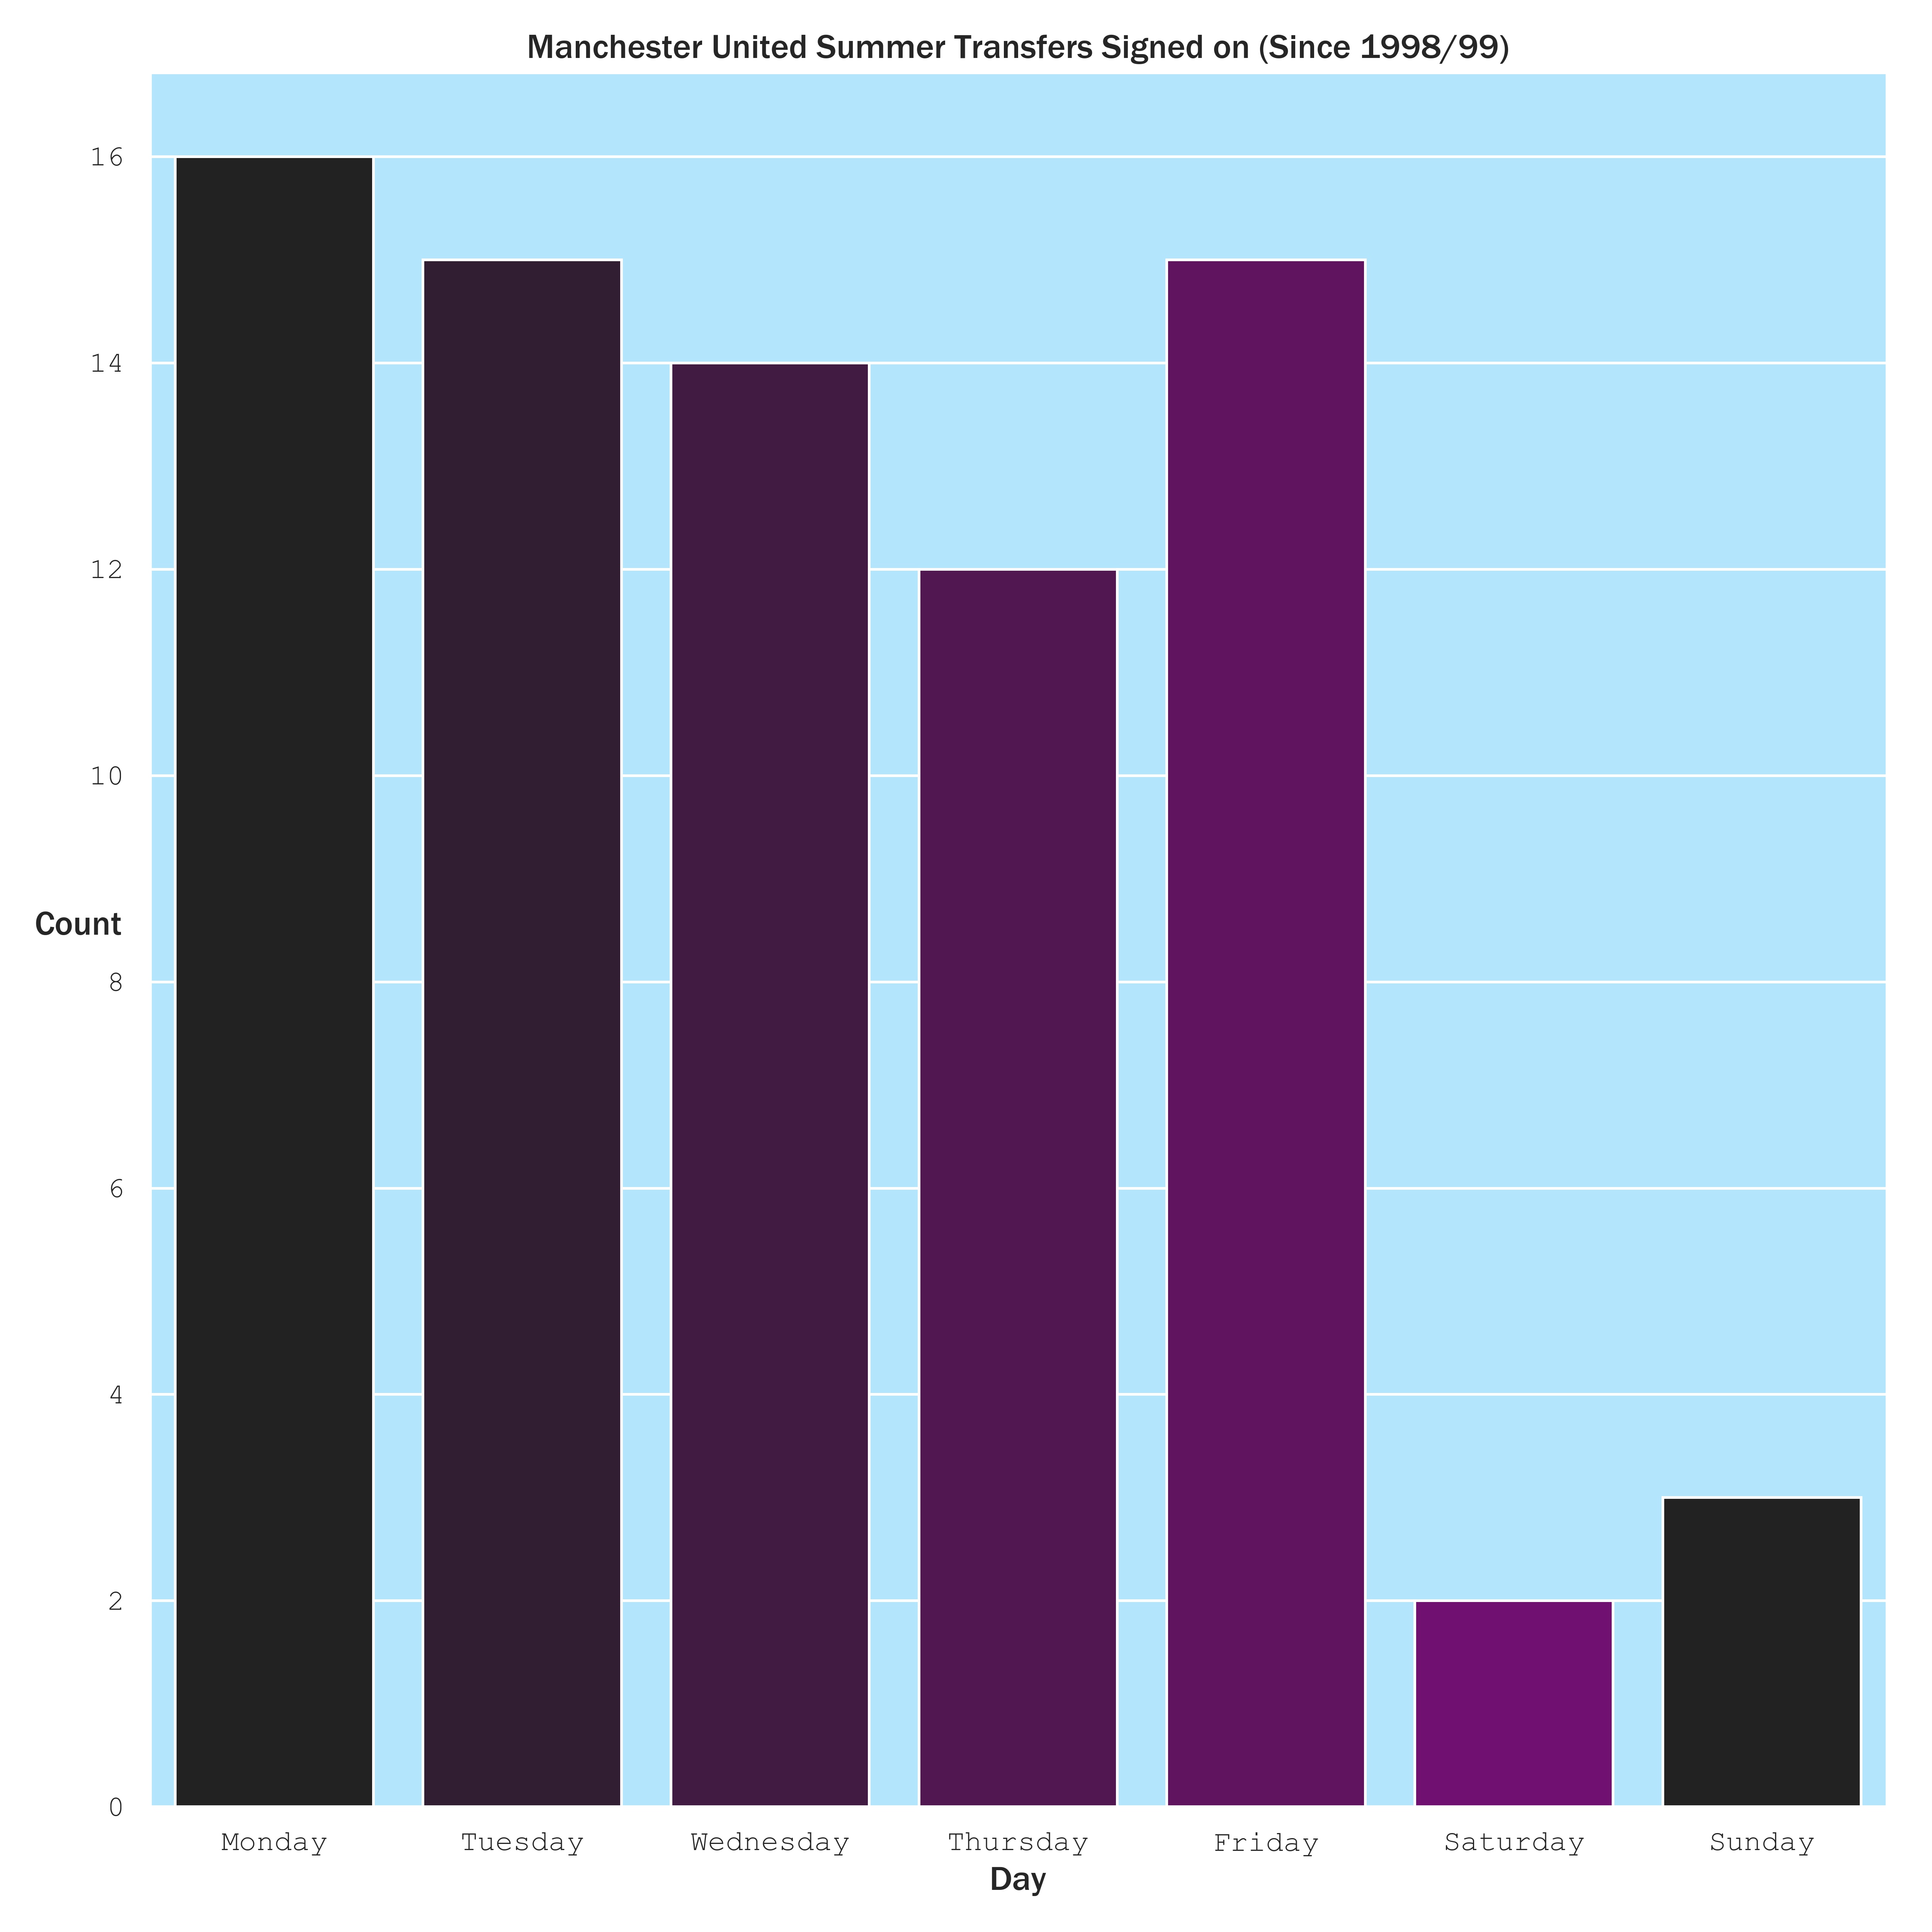 Manchester United Summer Transfers Signed on (Since 1998/99)
16
14
12
10
Count
8
6
4
2
0
Monday Tuesday Wednesday Thursday Friday Saturday Sunday
Day